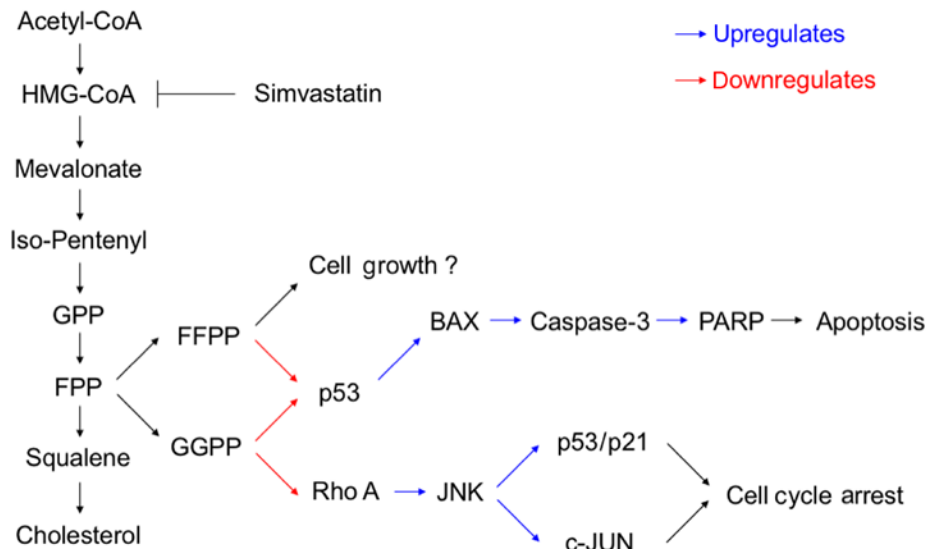 Acetyl-CoA
Upregulates
Downregulates
HMG-CoA
Simvastatin
Mevalonate
Iso-Pentenyl
Cell growth ?
GPP
FFPP
BAX
Caspase-3
PARP
Apoptosis
FPP
p53
GGPP
p53/p21
Squalene
Rho A
JNK
Cell cycle arrest
Cholesterol
c-JUN